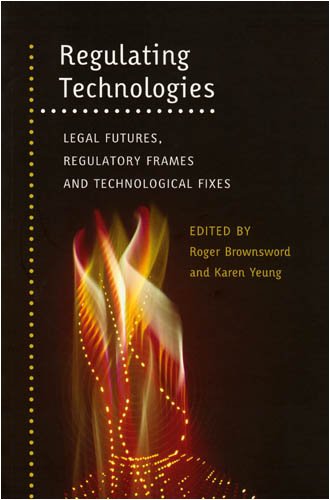 Regulating
Technologies
LEGAL FUTURES,
REGULATORY FRAMES
AND TECHNOLOGICAL FIXES
EDITED BY
Roger Brownsword
and Karen Yeung